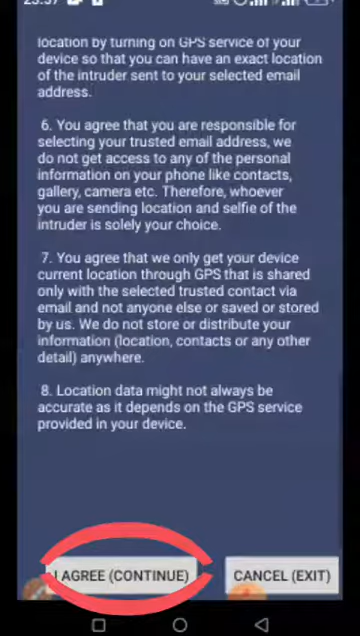 23:37
location by turning on GPS service of your
device so that you can have an exact location
of the intruder sent to your selected email
address.
6. You agree that you are responsible for
selecting your trusted email address, we
do not get access to any of the personal
information on your phone like contacts,
gallery, camera etc. Therefore, whoever
you are sending location and selfie of the
intruder is solely your choice.
7. You agree that we only get your device
current location through GPS that is shared
only with the selected trusted contact via
email and not anyone else or saved or stored
by us. We do not store or distribute your
information (location, contacts or any other
detail) anywhere.
8. Location data might not always be
accurate as it depends on the GPS service
provided in your device.
I AGREE (CONTINUE)
CANCEL (EXIT)